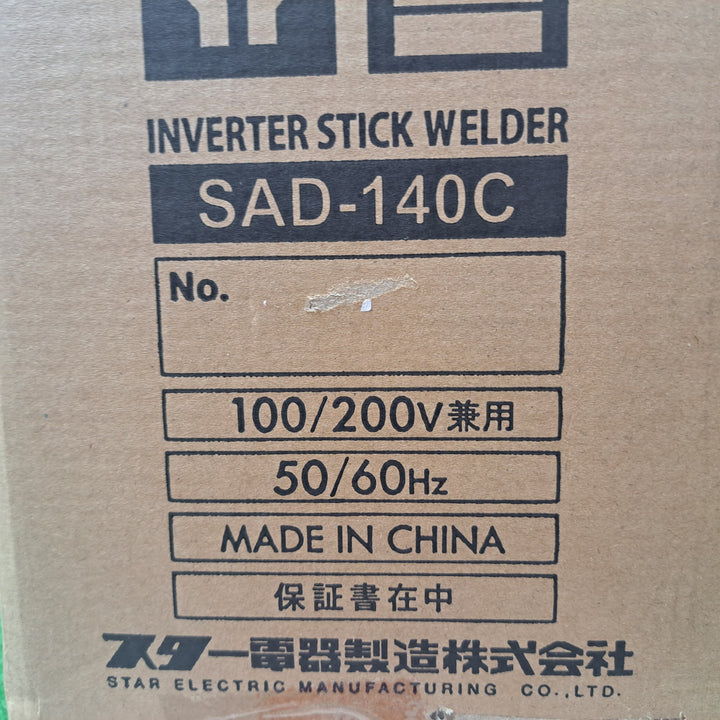 INVERTER STICK WELDER
SAD-140C
No.
100/200V兼用
50/60Hz
MADE IN CHINA
保証書在中
スター電器製造株式会社
STAR ELECTRIC MANUFACTURING CO.,LTD.